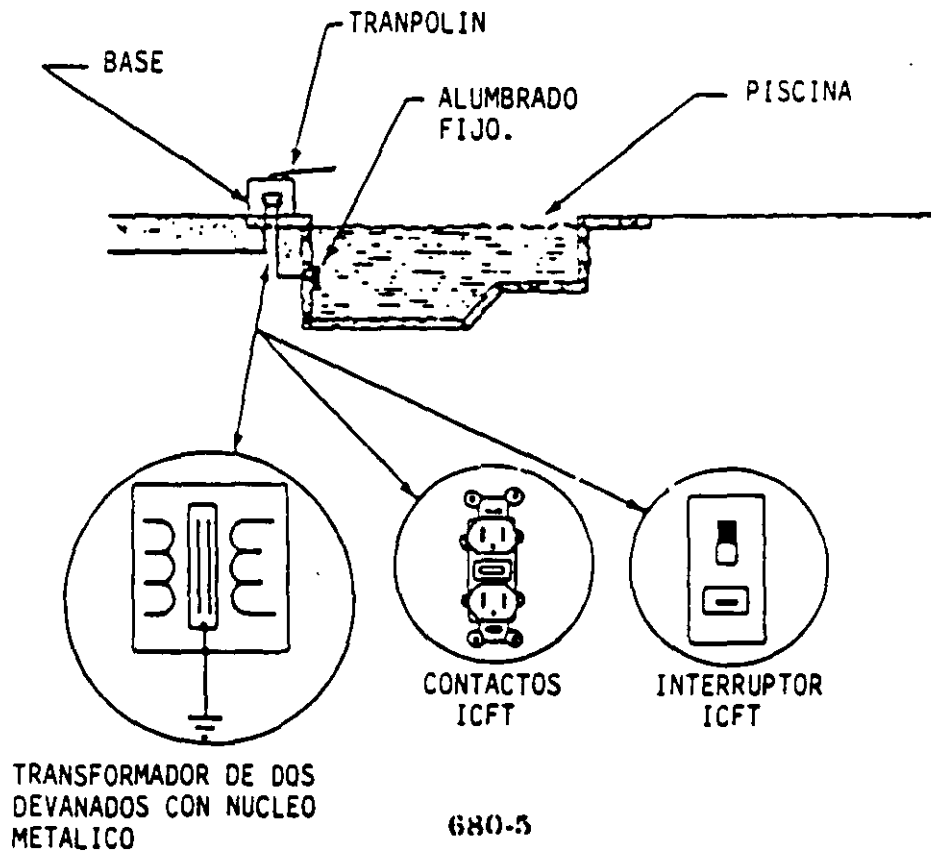 TRANPOLIN
BASE
ALUMBRADO
FIJO.
PISCINA
CONTACTOS
ICFT
INTERRUPTOR
ICFT
TRANSFORMADOR DE DOS
DEVANADOS CON NUCLEO
METALICO
680-5